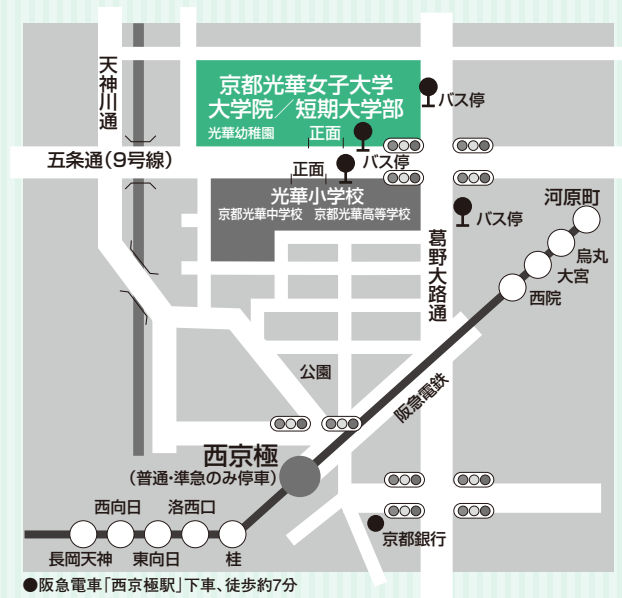 天神川通
京都光華女子大学
大学院／短期大学部
光華幼稚園
正面
バス停
五条通（9号線）
正面
バス停
光華小学校
京都光華中学校 京都光華高等学校
バス停
葛野大路通
河原町
烏丸
大宮
西院
公園
阪急電鉄
西京極
（普通・準急のみ停車）
西向日
洛西口
長岡天神
東向日
桂
京都銀行
●阪急電車「西京極駅」下車、徒歩約7分